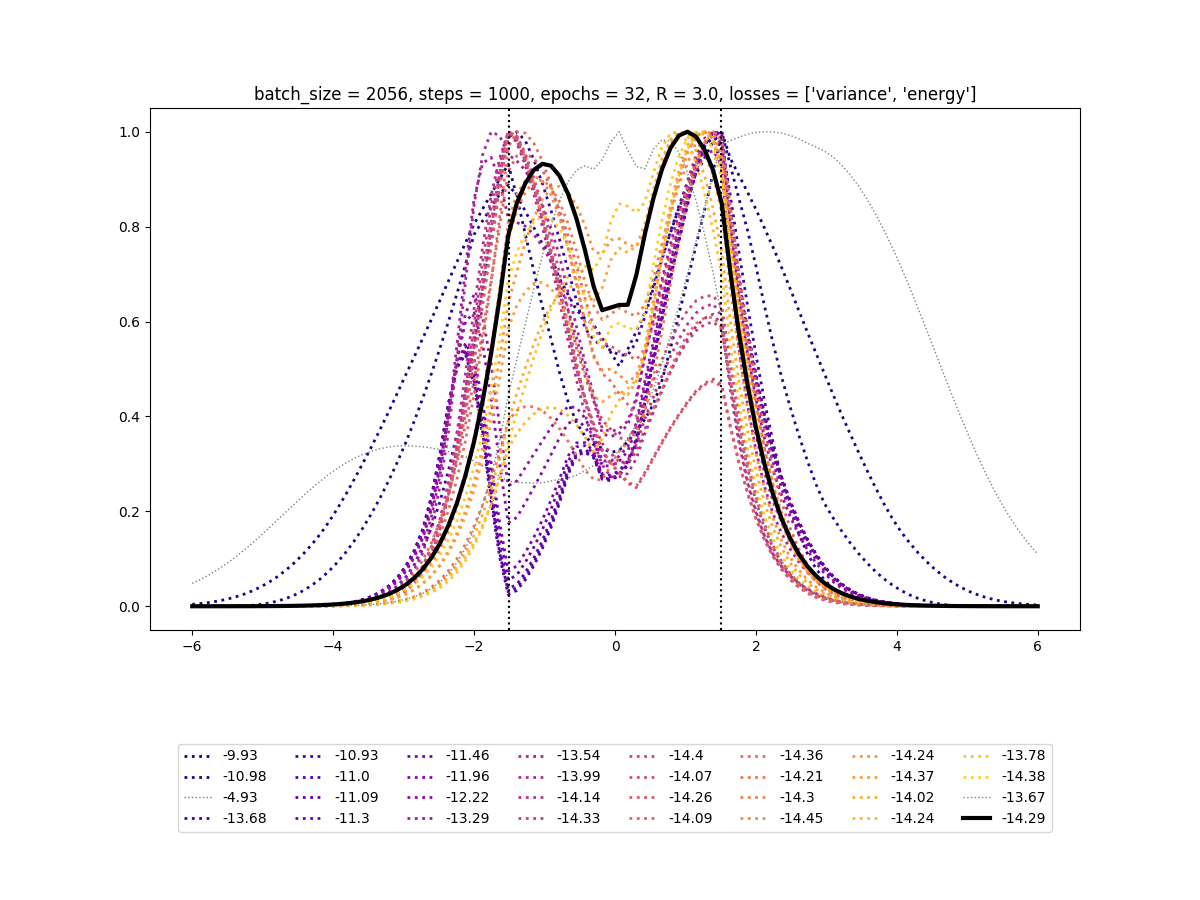 batch_size = 2056, steps = 1000, epochs = 32, R = 3.0, losses = ['variance', 'energy']
1.0
0.8
0.6
0.4
0.2
0.0
−6 −4 −2 0 2 4 6
-9.93 -10.93 -11.46 -13.54 -14.4 -14.36 -14.24 -13.78
-10.98 -11.0 -11.96 -13.99 -14.07 -14.21 -14.37 -14.38
-4.93 -11.09 -12.22 -14.14 -14.26 -14.3 -14.02 -13.67
-13.68 -11.3 -13.29 -14.33 -14.09 -14.45 -14.24 -14.29